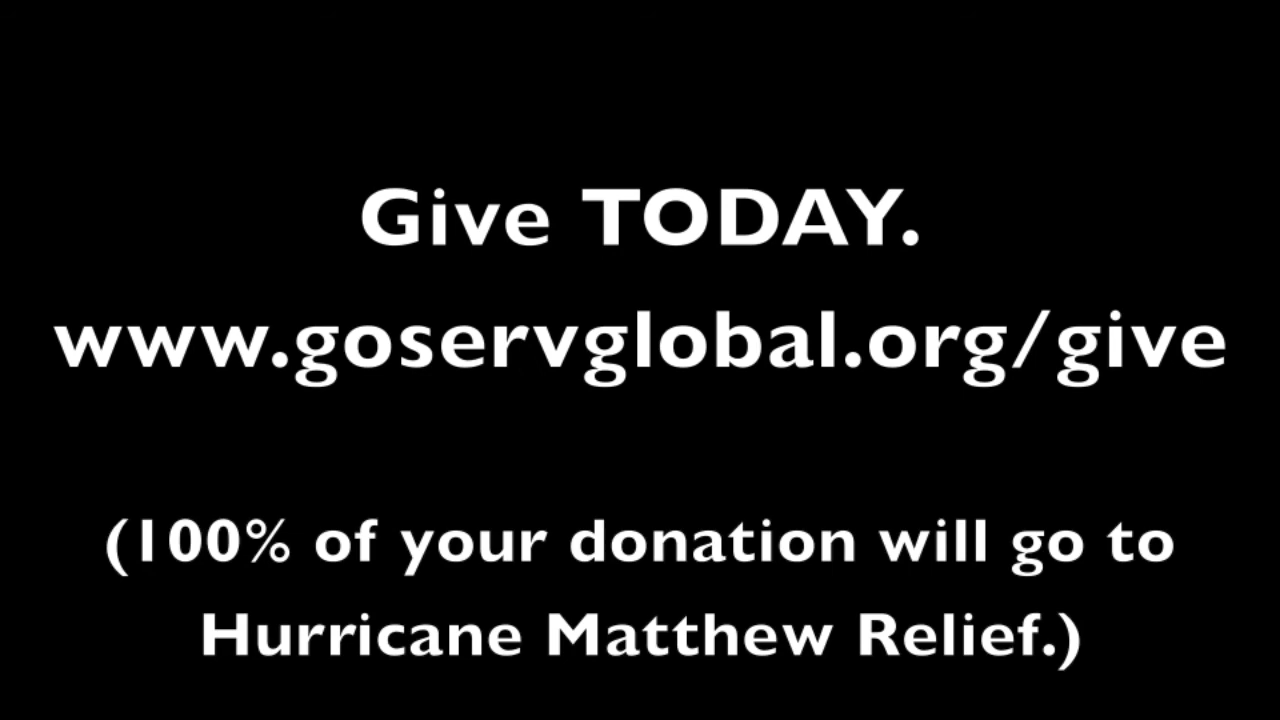 Give TODAY.
www.goservglobal.org/give
(100% of your donation will go to
Hurricane Matthew Relief.)